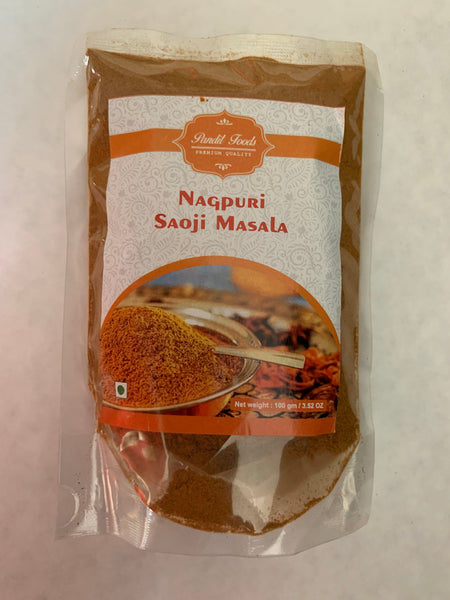 Pandit Foods
PREMIUM QUALITY
Nagpuri
Saoji Masala
Net weight : 100 gm / 3.52 OZ